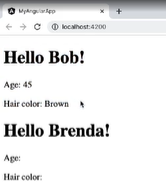 MyAngularApp
localhost:4200
Hello Bob!
Age: 45
Hair color: Brown
Hello Brenda!
Age:
Hair color: